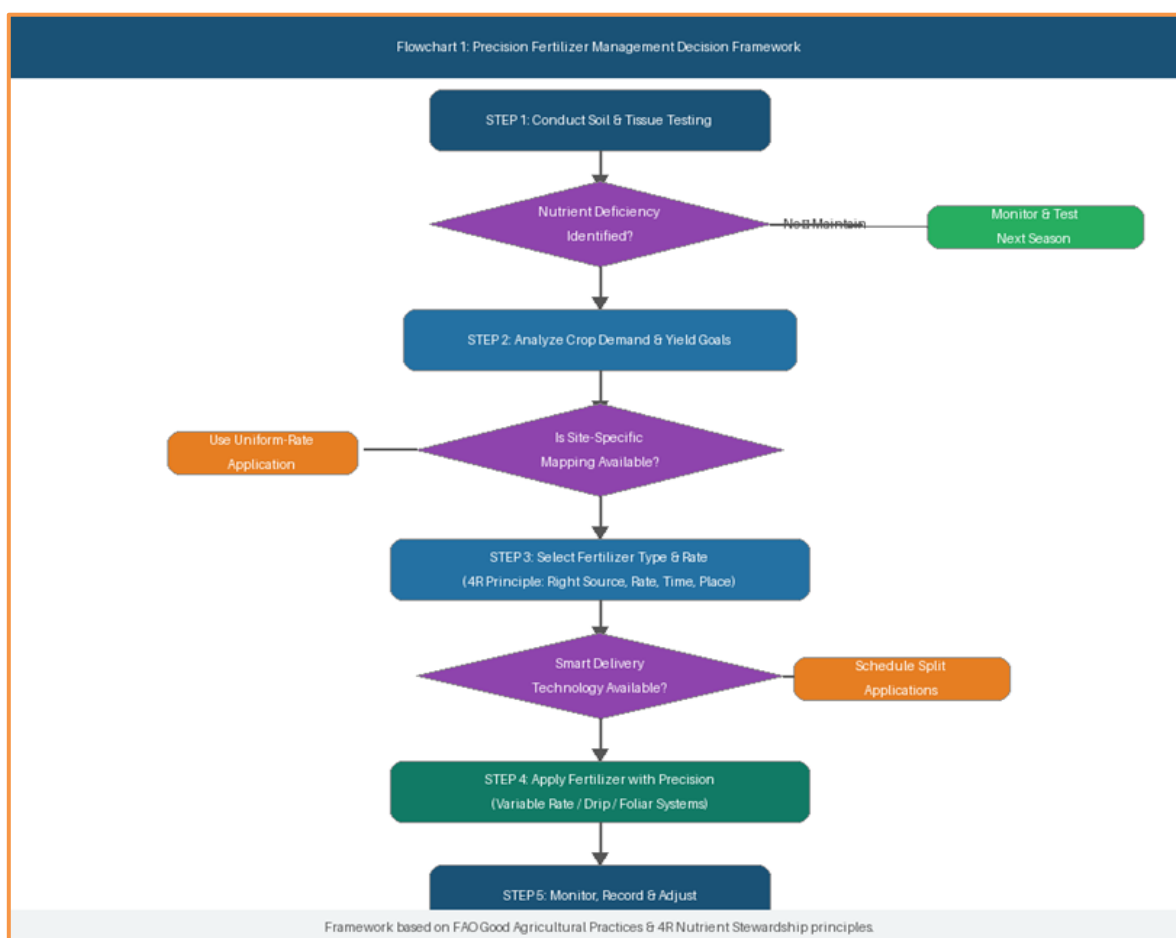 Flowchart 1: Precision Fertilizer Management Decision Framework
STEP 1: Conduct Soil & Tissue Testing
Nutrient Deficiency
Identified?
No Maintain
Monitor & Test
Next Season
STEP 2: Analyze Crop Demand & Yield Goals
Is Site-Specific
Mapping Available?
Use Uniform-Rate
Application
STEP 3: Select Fertilizer Type & Rate
(4R Principle: Right Source, Rate, Time, Place)
Smart Delivery
Technology Available?
Schedule Split
Applications
STEP 4: Apply Fertilizer with Precision
(Variable Rate / Drip / Foliar Systems)
STEP 5: Monitor, Record & Adjust
Framework based on FAO Good Agricultural Practices & 4R Nutrient Stewardship principles.